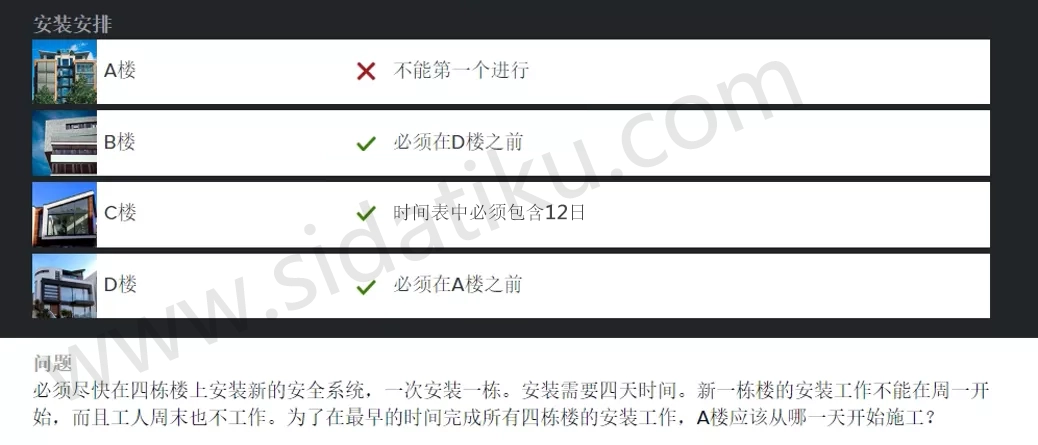 安装安排
A楼
不能第一个进行
B楼
必须在D楼之前
C楼
时间表中必须包含12日
D楼
必须在A楼之前
www.sidatiku.com
问题
必须尽快在四栋楼上安装新的安全系统，一次安装一栋。安装需要四天时间。新一栋楼的安装工作不能在周一开
始，而且工人周末也不工作。为了在最早的时间完成所有四栋楼的安装工作，A楼应该从哪一天开始施工？